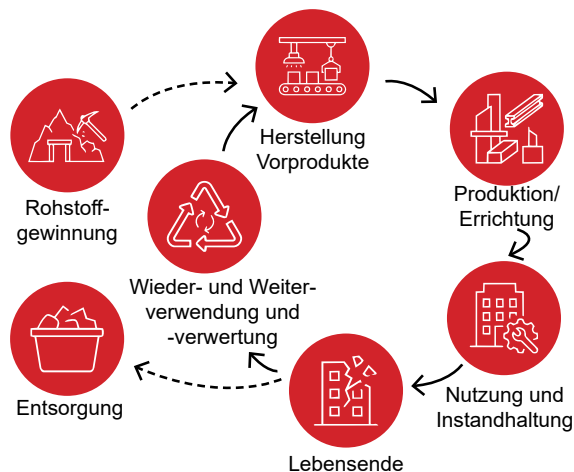 Herstellung
Vorprodukte
Rohstoff-
gewinnung
Produktion/
Errichtung
Wieder- und Weiter-
verwendung und
-verwertung
Nutzung und
Instandhaltung
Entsorgung
Lebensende